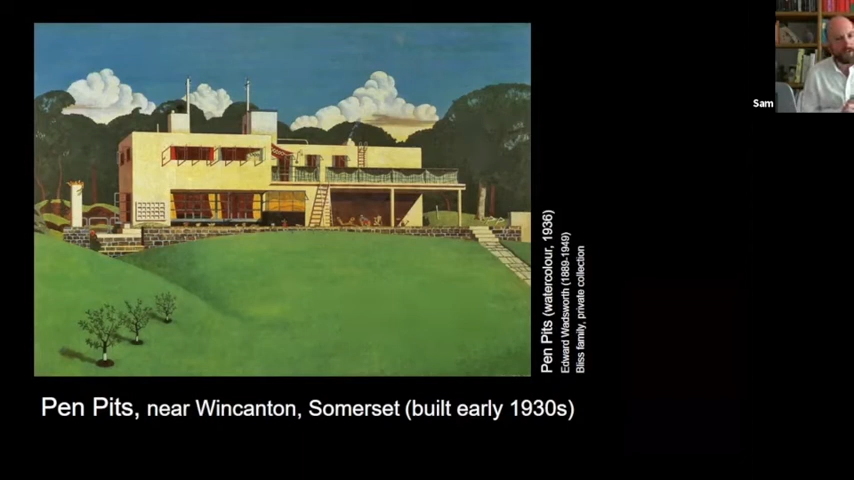 Sam
Pen Pits (watercolour, 1936)
Edward Wadsworth (1889-1949)
Bliss family, private collection
Pen Pits, near Wincanton, Somerset (built early 1930s)